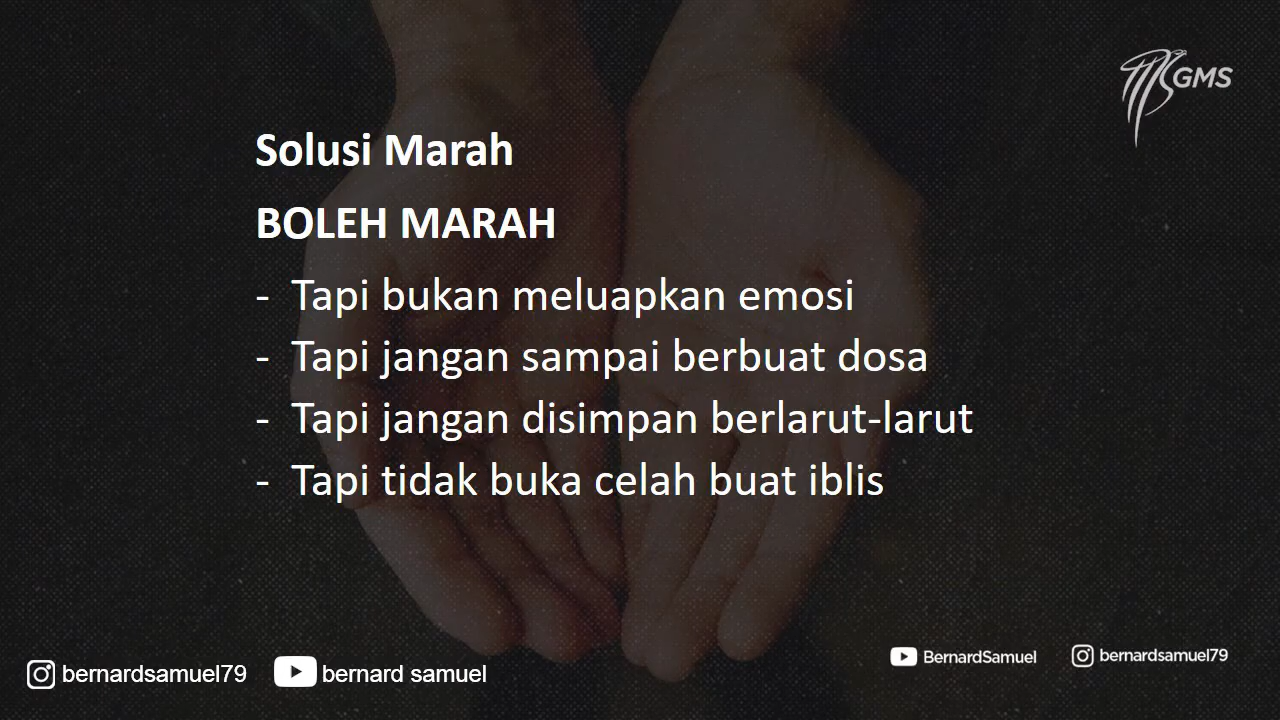 GMS
Solusi Marah
BOLEH MARAH
- Tapi bukan meluapkan emosi
- Tapi jangan sampai berbuat dosa
- Tapi jangan disimpan berlarut-larut
- Tapi tidak buka celah buat iblis
bernardsamuel79 bernard samuel
BernardSamuel bernardsamuel79